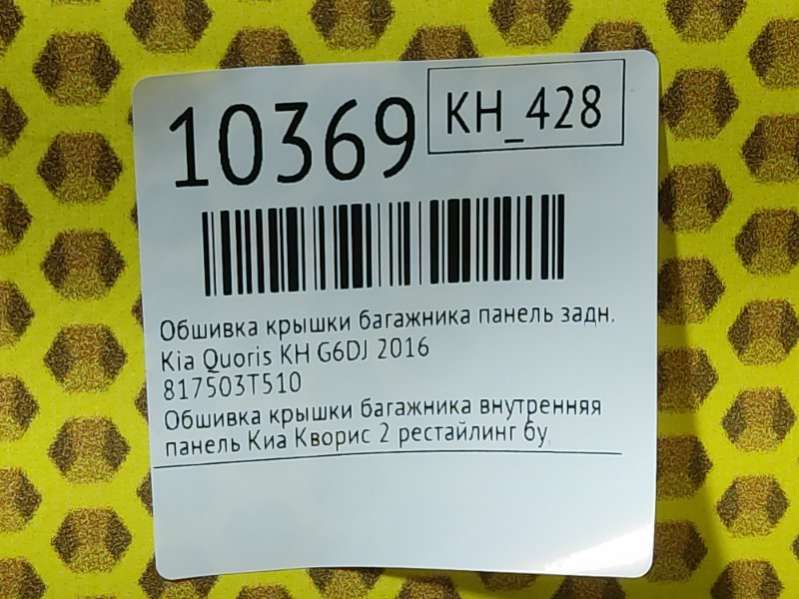 10369
KH_428
Обшивка крышки багажника панель задн.
Kia Quoris KH G6DJ 2016
817503T510
Обшивка крышки багажника внутренняя
панель Киа Кворис 2 рестайлинг бу